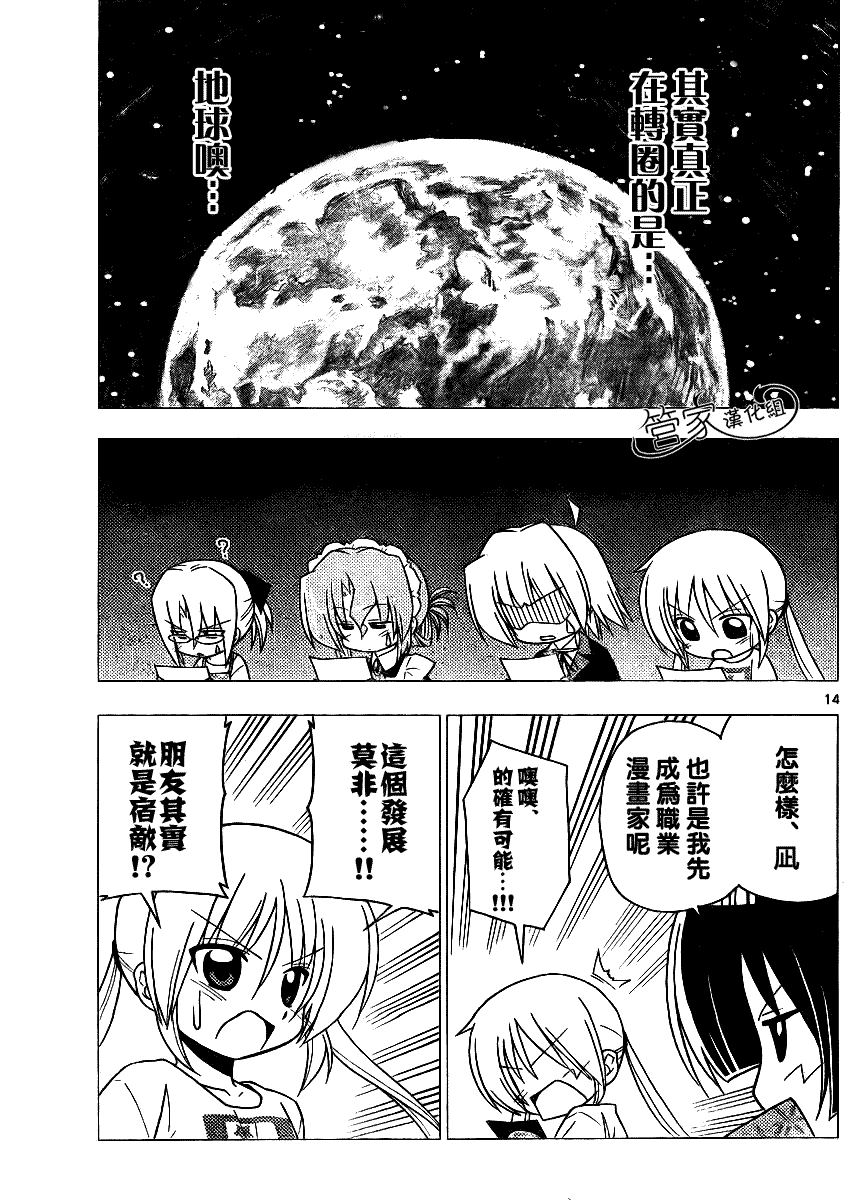 其實真正
在轉圈的是…
地球噢…
管家
漢化組
？
？
14
怎麼樣、凪
也許是我先
成為職業
漫畫家呢
噢噢、
的確有可能…!!!
這個發展
莫非……!!
朋友其實
就是宿敵!?